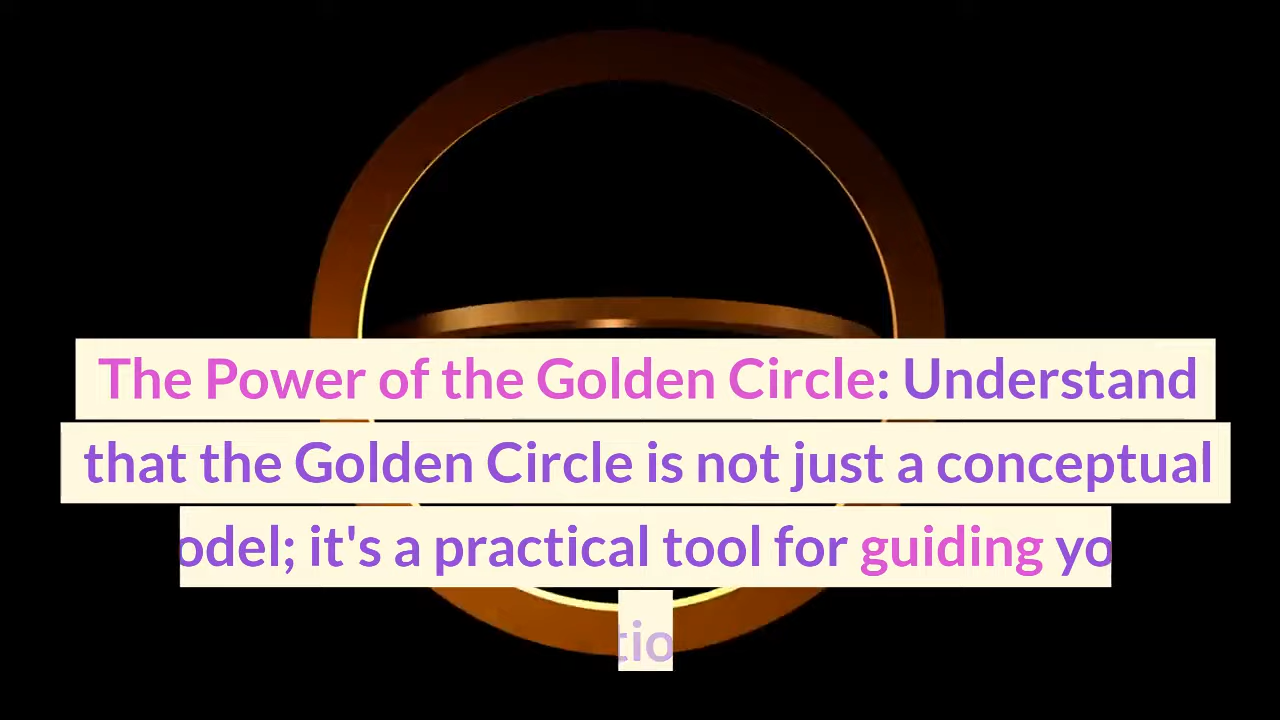 The Power of the Golden Circle: Understand
that the Golden Circle is not just a conceptual
odel; it's a practical tool for guiding yo
tio